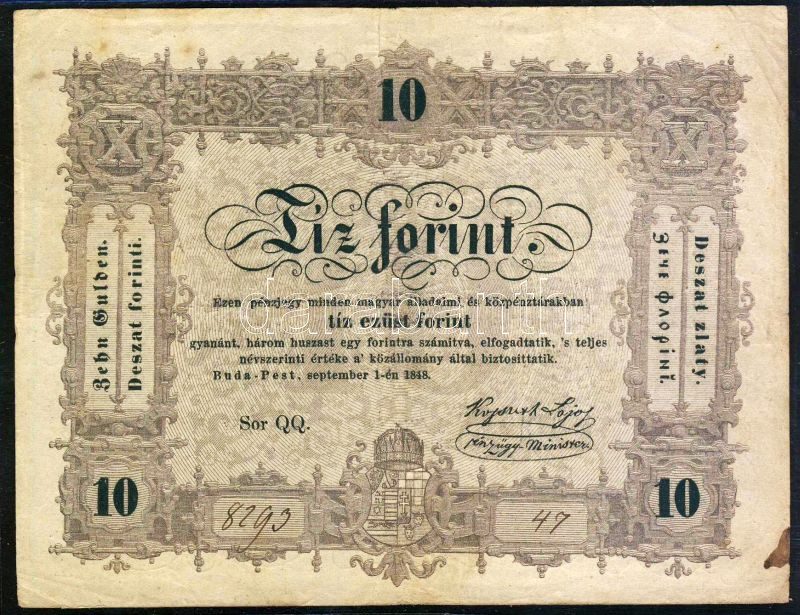 10
X
X
Zehn Gulden.
Deszat forinti.
Tíz forint.
Ezen pénzjegy minden magyar álladalmi és közpénztárakban
tíz ezüst forint
gyanánt, három huszast egy forintra számítva, elfogadtatik, 's teljes
névszerinti értéke a' közállomány által biztosittatik.
Buda-Pest, september 1-én 1848.
Deszat zlaty.
Sor QQ.
Kossuth Lajos
pénzügy Minister
10
8293
47
10